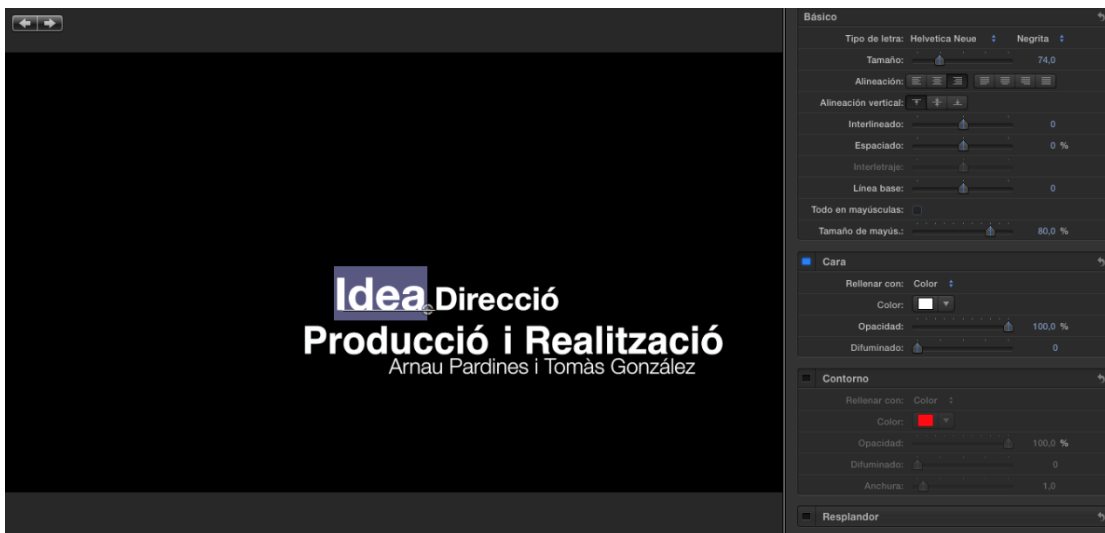 Idea Direcció
Producció i Realització
Arnau Pardines i Tomàs González
Básico
Tipo de letra: Helvetica Neue Negrita
Tamaño: 74,0
Alineación:
Alineación vertical:
Interlineado: 0
Espaciado: 0 %
Interletraje:
Línea base: 0
Todo en mayúsculas:
Tamaño de mayús.: 80,0 %
Cara
Rellenar con: Color
Color:
Opacidad: 100,0 %
Difuminado: 0
Contorno
Rellenar con: Color
Color:
Opacidad: 100,0 %
Difuminado: 0
Anchura: 1,0
Resplandor